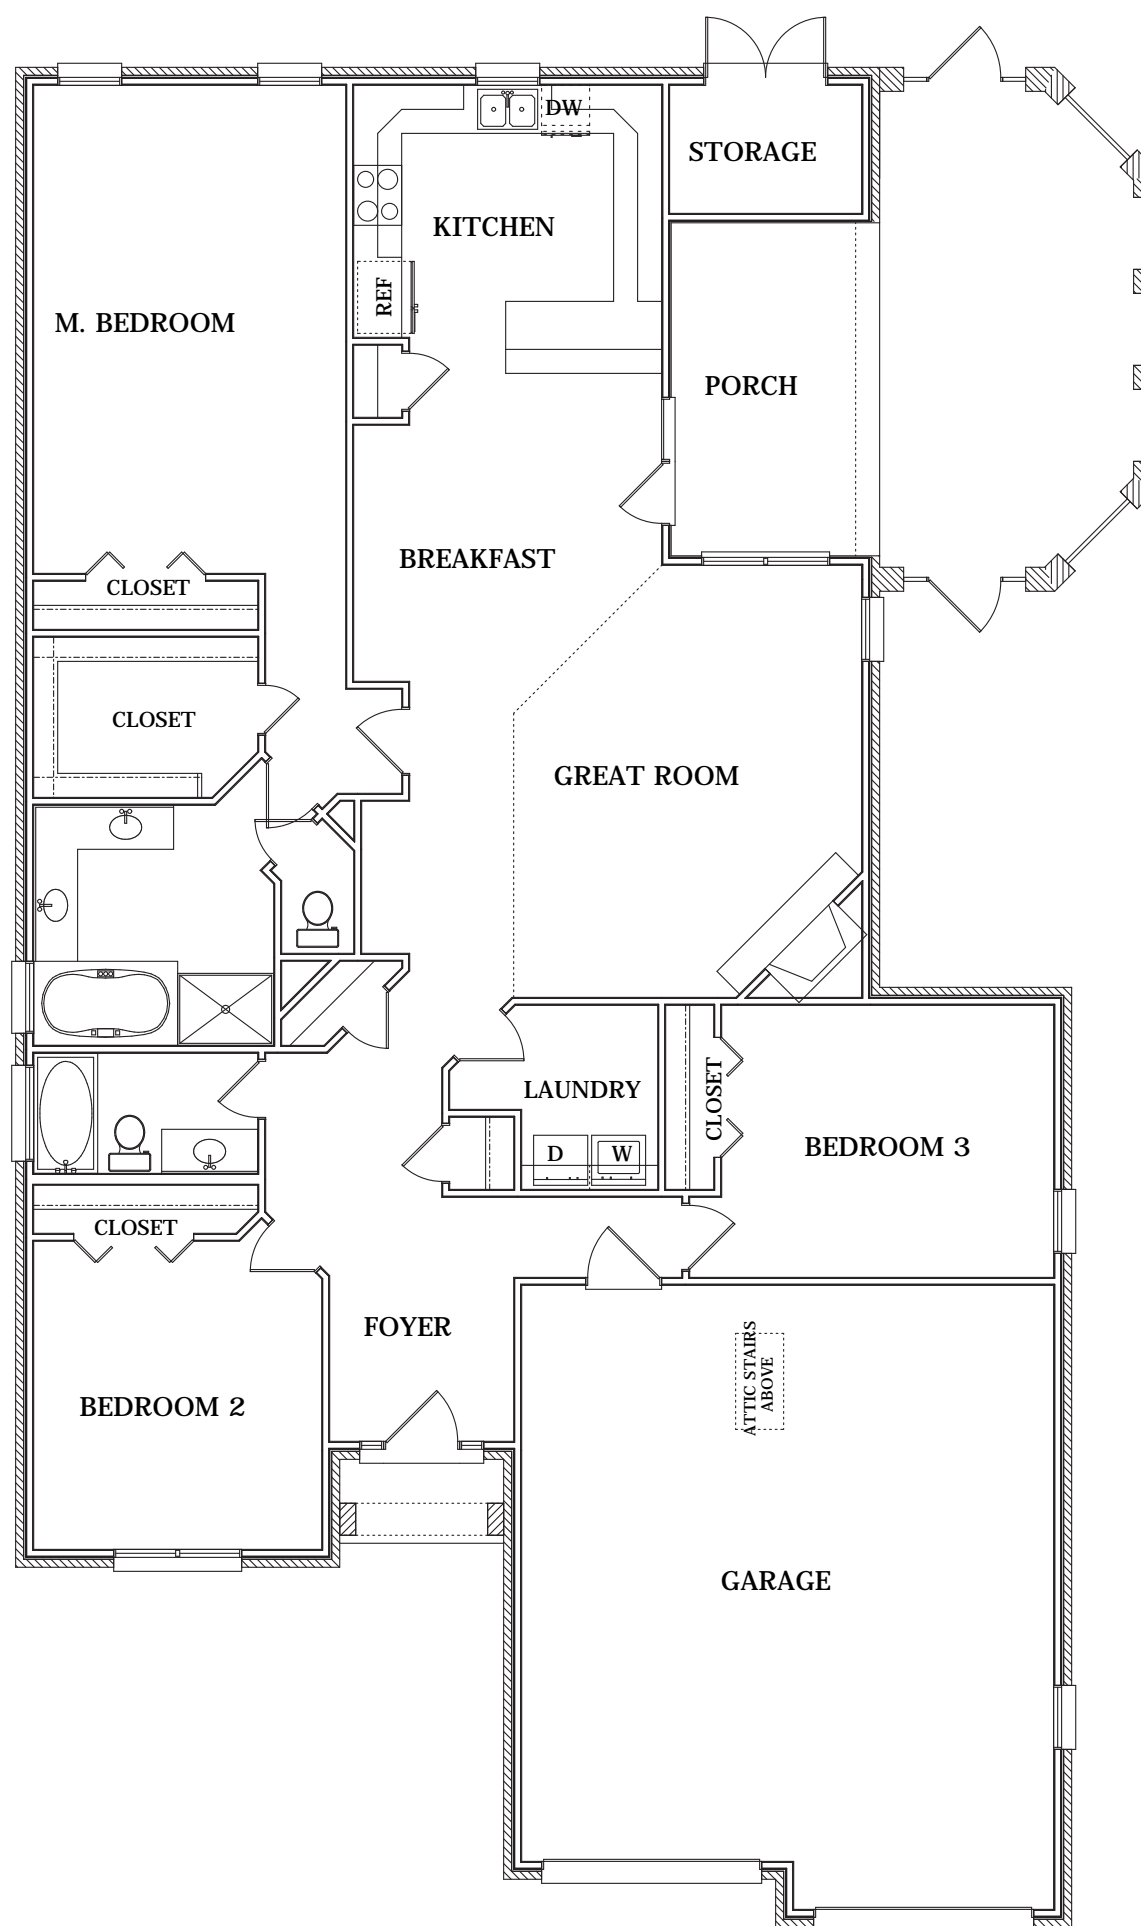 DW
STORAGE
KITCHEN
REF
M. BEDROOM
PORCH
BREAKFAST
CLOSET
CLOSET
GREAT ROOM
LAUNDRY
CLOSET
BEDROOM 3
D
W
CLOSET
FOYER
ATTIC STAIRS
ABOVE
BEDROOM 2
GARAGE